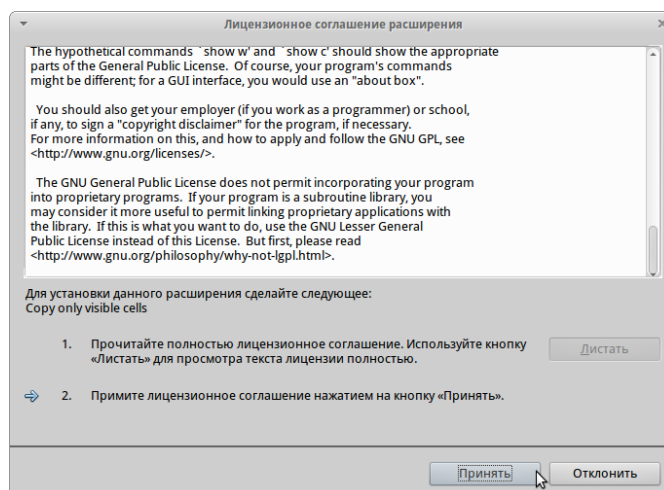 Лицензионное соглашение расширения
The hypothetical commands `show w' and `show c' should show the appropriate
parts of the General Public License. Of course, your program's commands
might be different; for a GUI interface, you would use an "about box".
You should also get your employer (if you work as a programmer) or school,
if any, to sign a "copyright disclaimer" for the program, if necessary.
For more information on this, and how to apply and follow the GNU GPL, see
<http://www.gnu.org/licenses/>.
The GNU General Public License does not permit incorporating your program
into proprietary programs. If your program is a subroutine library, you
may consider it more useful to permit linking proprietary applications with
the library. If this is what you want to do, use the GNU Lesser General
Public License instead of this License. But first, please read
<http://www.gnu.org/philosophy/why-not-lgpl.html>.
Для установки данного расширения сделайте следующее:
Copy only visible cells
1. Прочитайте полностью лицензионное соглашение. Используйте кнопку
«Листать» для просмотра текста лицензии полностью.
Листать
2. Примите лицензионное соглашение нажатием на кнопку «Принять».
Принять
Отклонить